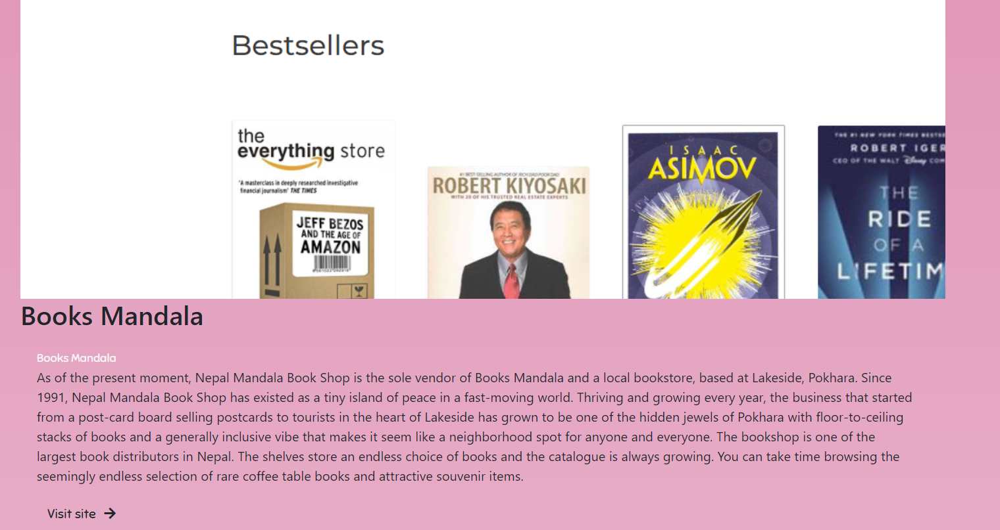 Bestsellers
the
everything store
'A masterclass in deeply researched investigative
financial journalism' THE TIMES
JEFF BEZOS
AND THE AGE OF
AMAZON
#1 BEST-SELLING AUTHOR OF RICH DAD POOR DAD
ROBERT KIYOSAKI
WITH 20 OF HIS TRUSTED REAL ESTATE EXPERTS
ISAAC
ASIMOV
THE #1 NEW YORK TIMES BESTSE
ROBERT IGER
CEO OF THE WALT Disney COM
THE
RIDE
OF A
LIFETIM
Books Mandala
Books Mandala
As of the present moment, Nepal Mandala Book Shop is the sole vendor of Books Mandala and a local bookstore, based at Lakeside, Pokhara. Since
1991, Nepal Mandala Book Shop has existed as a tiny island of peace in a fast-moving world. Thriving and growing every year, the business that started
from a post-card board selling postcards to tourists in the heart of Lakeside has grown to be one of the hidden jewels of Pokhara with floor-to-ceiling
stacks of books and a generally inclusive vibe that makes it seem like a neighborhood spot for anyone and everyone. The bookshop is one of the
largest book distributors in Nepal. The shelves store an endless choice of books and the catalogue is always growing. You can take time browsing the
seemingly endless selection of rare coffee table books and attractive souvenir items.
Visit site